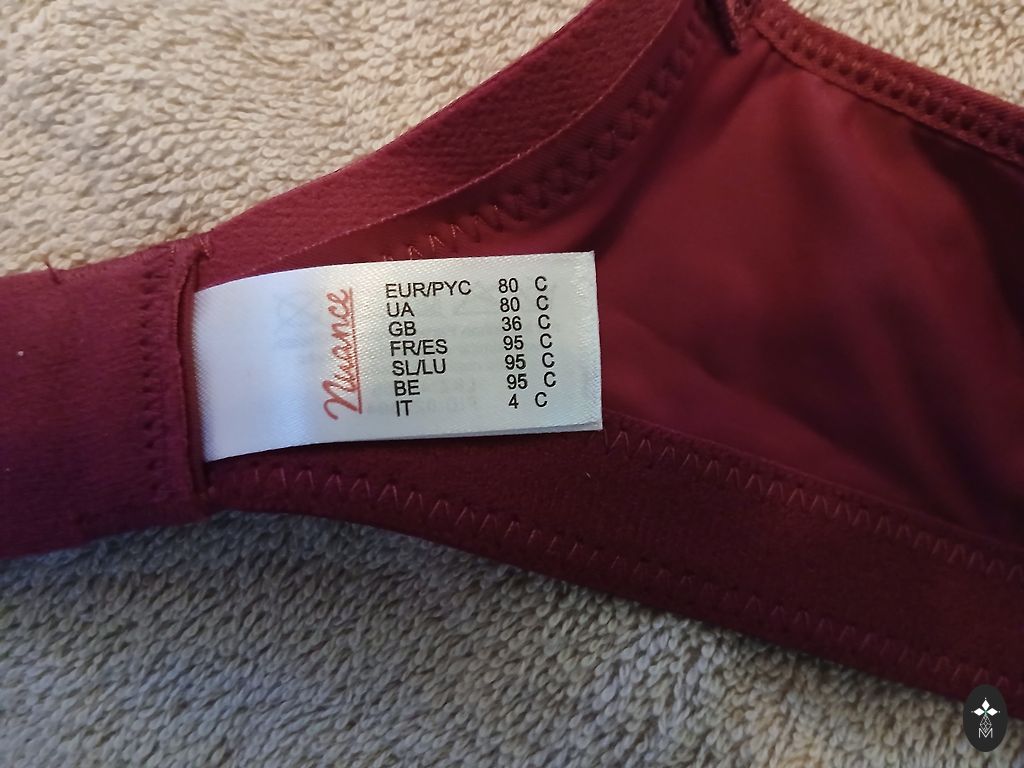 Nuance
EUR/PYC 80 C
UA 80 C
GB 36 C
FR/ES 95 C
SL/LU 95 C
BE 95 C
IT 4 C
M